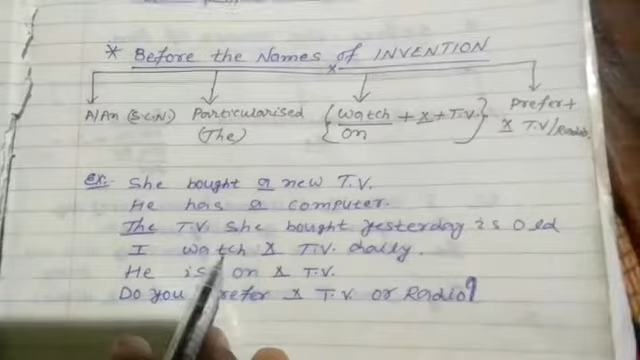 * Before the Names of INVENTION
x
A/An (S.C.N.) Particularised (The) {Watch/on + x + T.V.} Prefer + x T.V/Radio.
Ex. She bought a new T.V.
He has a computer.
The T.V. She bought yesterday is Old
I watch x T.V. daily.
He is on x T.V.
Do you prefer x T.V. or Radio?